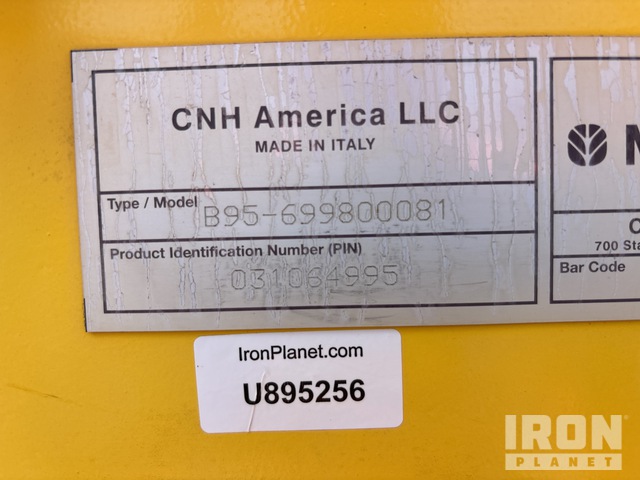 CNH America LLC
MADE IN ITALY
Type / Model B95-699800081
Product Identification Number (PIN)
031064995
N
C
700 Sta
Bar Code
IronPlanet.com
U895256
IRON
PLANET